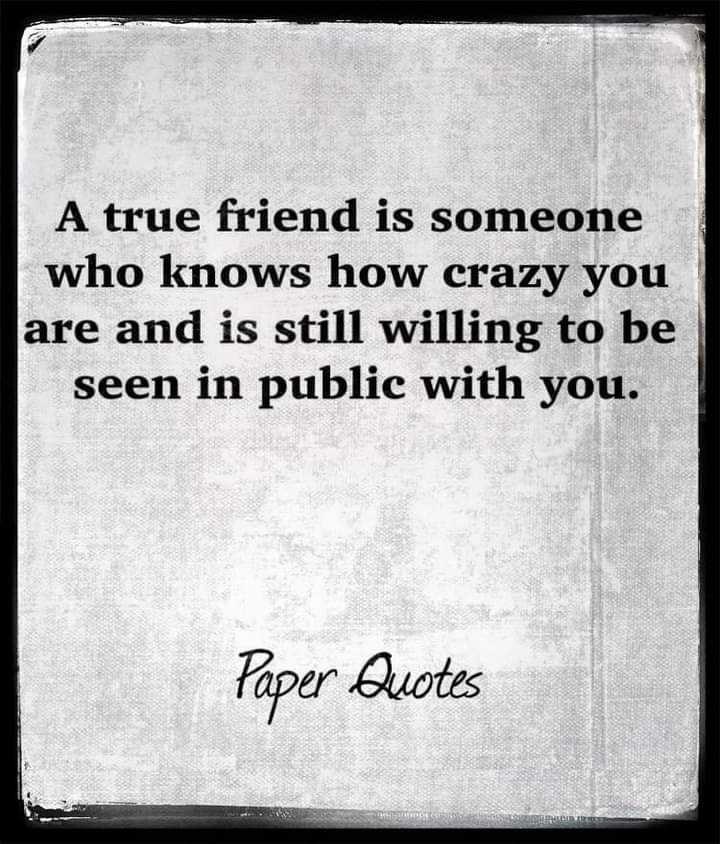 A true friend is someone
who knows how crazy you
are and is still willing to be
seen in public with you.
Paper Quotes